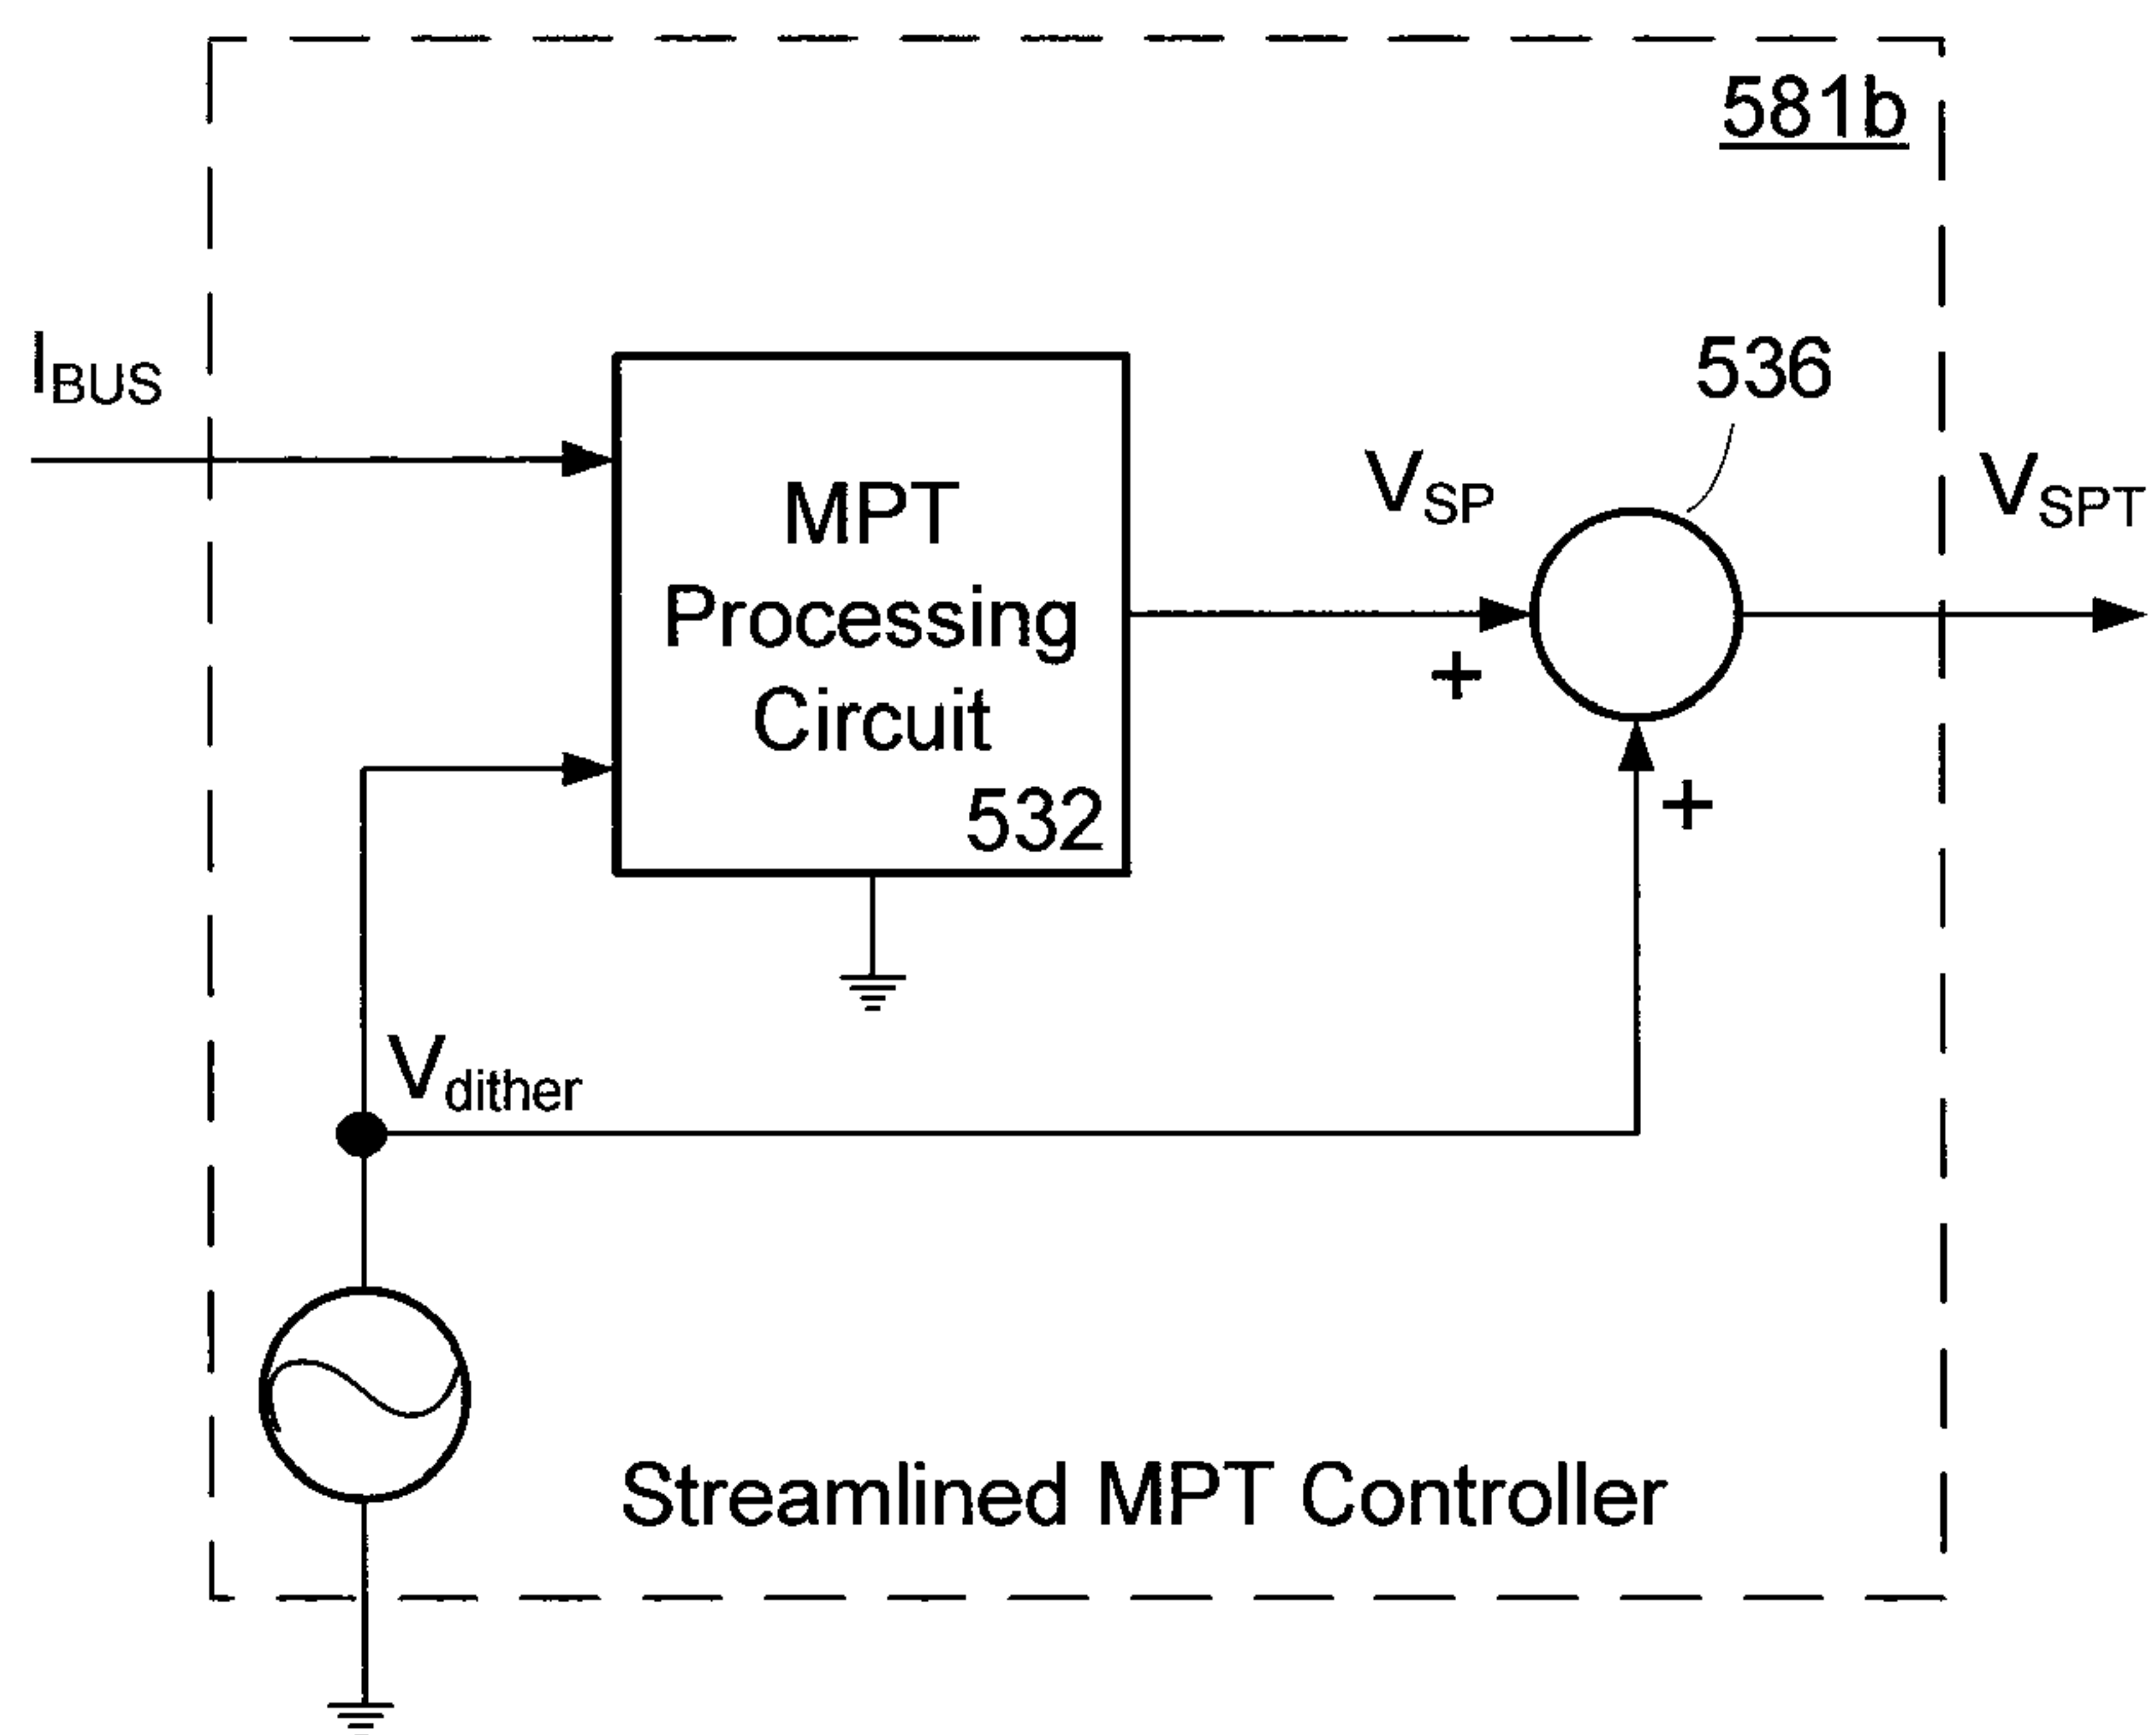 581b
I_BUS
536
MPT
Processing
Circuit
532
V_SP
+
V_SPT
+
V_dither
Streamlined MPT Controller